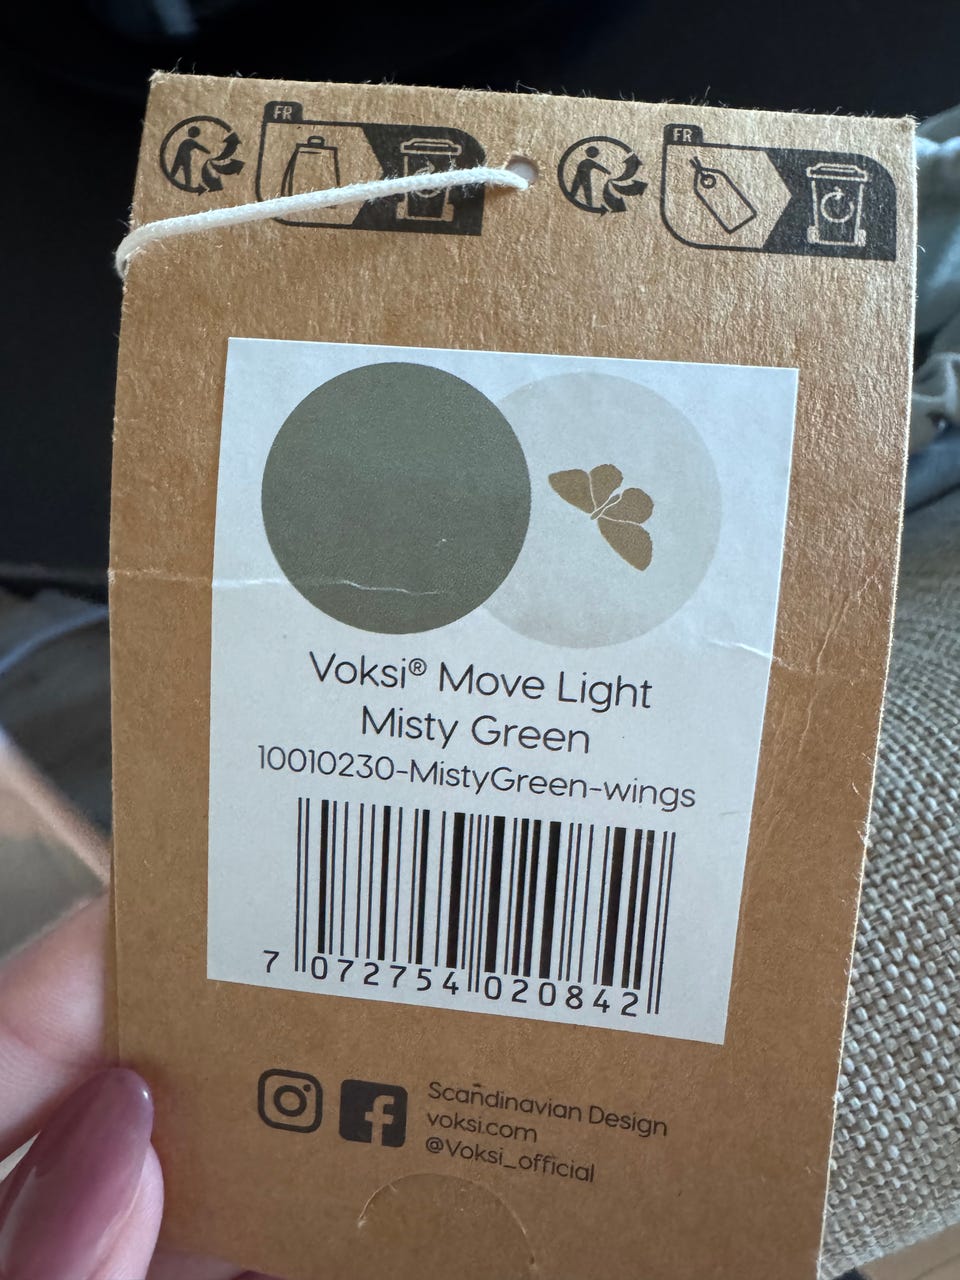 FR
FR
Voksi® Move Light
Misty Green
10010230-MistyGreen-wings
7 072754 020842
Scandinavian Design
voksi.com
@Voksi_official